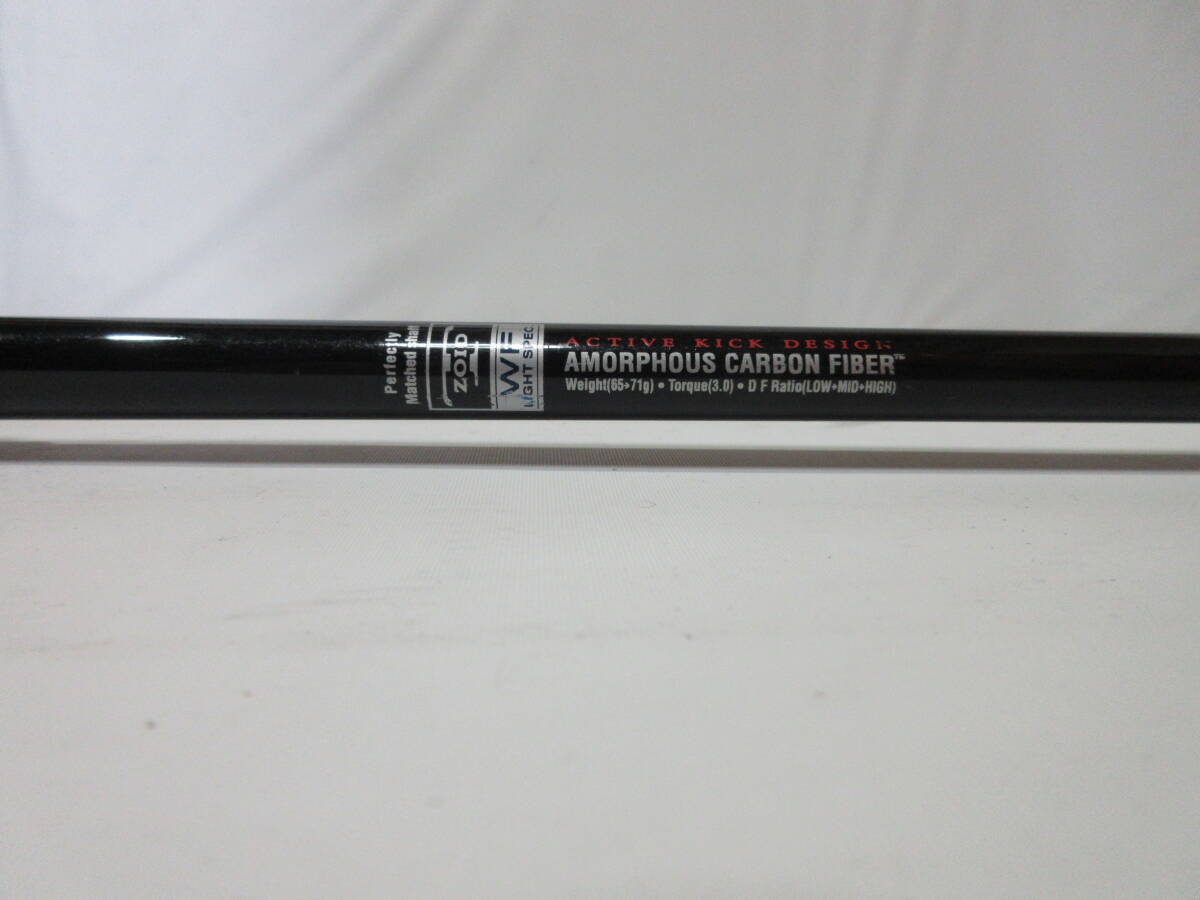 Perfectly
Matched shaft
T ZOID
WF
LIGHT SPEC.
ACTIVE KICK DESIGN
AMORPHOUS CARBON FIBER™
Weight(65▸71g) • Torque(3.0) • D F Ratio(LOW▸MID▸HIGH)